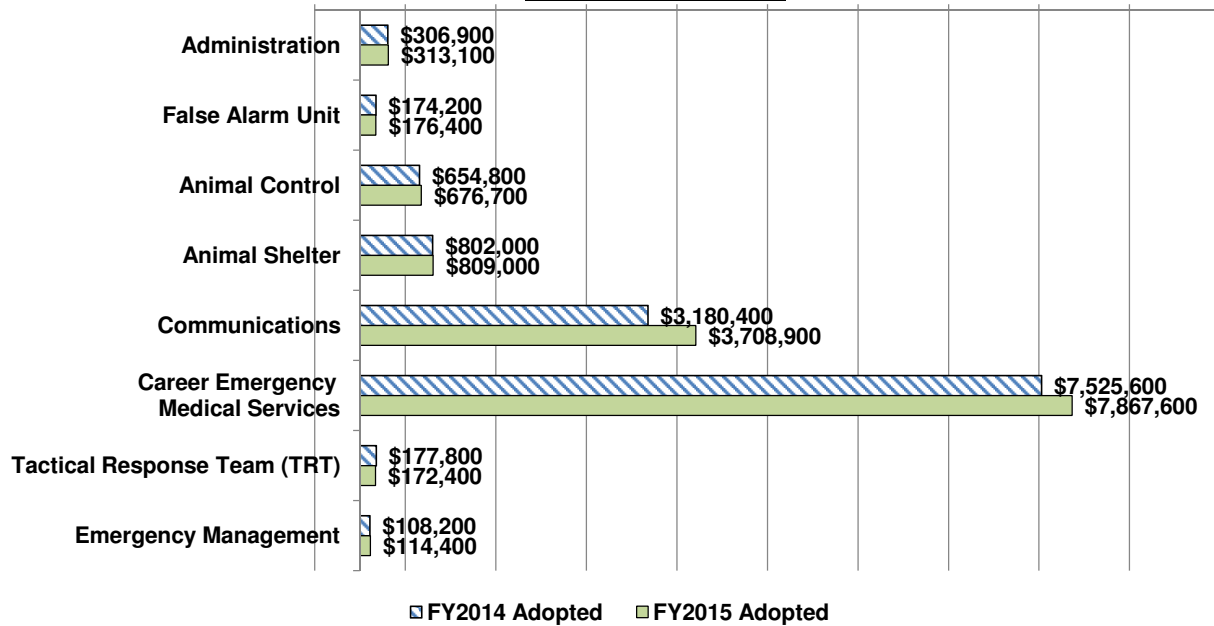 Administration
$306,900
$313,100
False Alarm Unit
$174,200
$176,400
Animal Control
$654,800
$676,700
Animal Shelter
$802,000
$809,000
Communications
$3,180,400
$3,708,900
Career Emergency
Medical Services
$7,525,600
$7,867,600
Tactical Response Team (TRT)
$177,800
$172,400
Emergency Management
$108,200
$114,400
FY2014 Adopted FY2015 Adopted